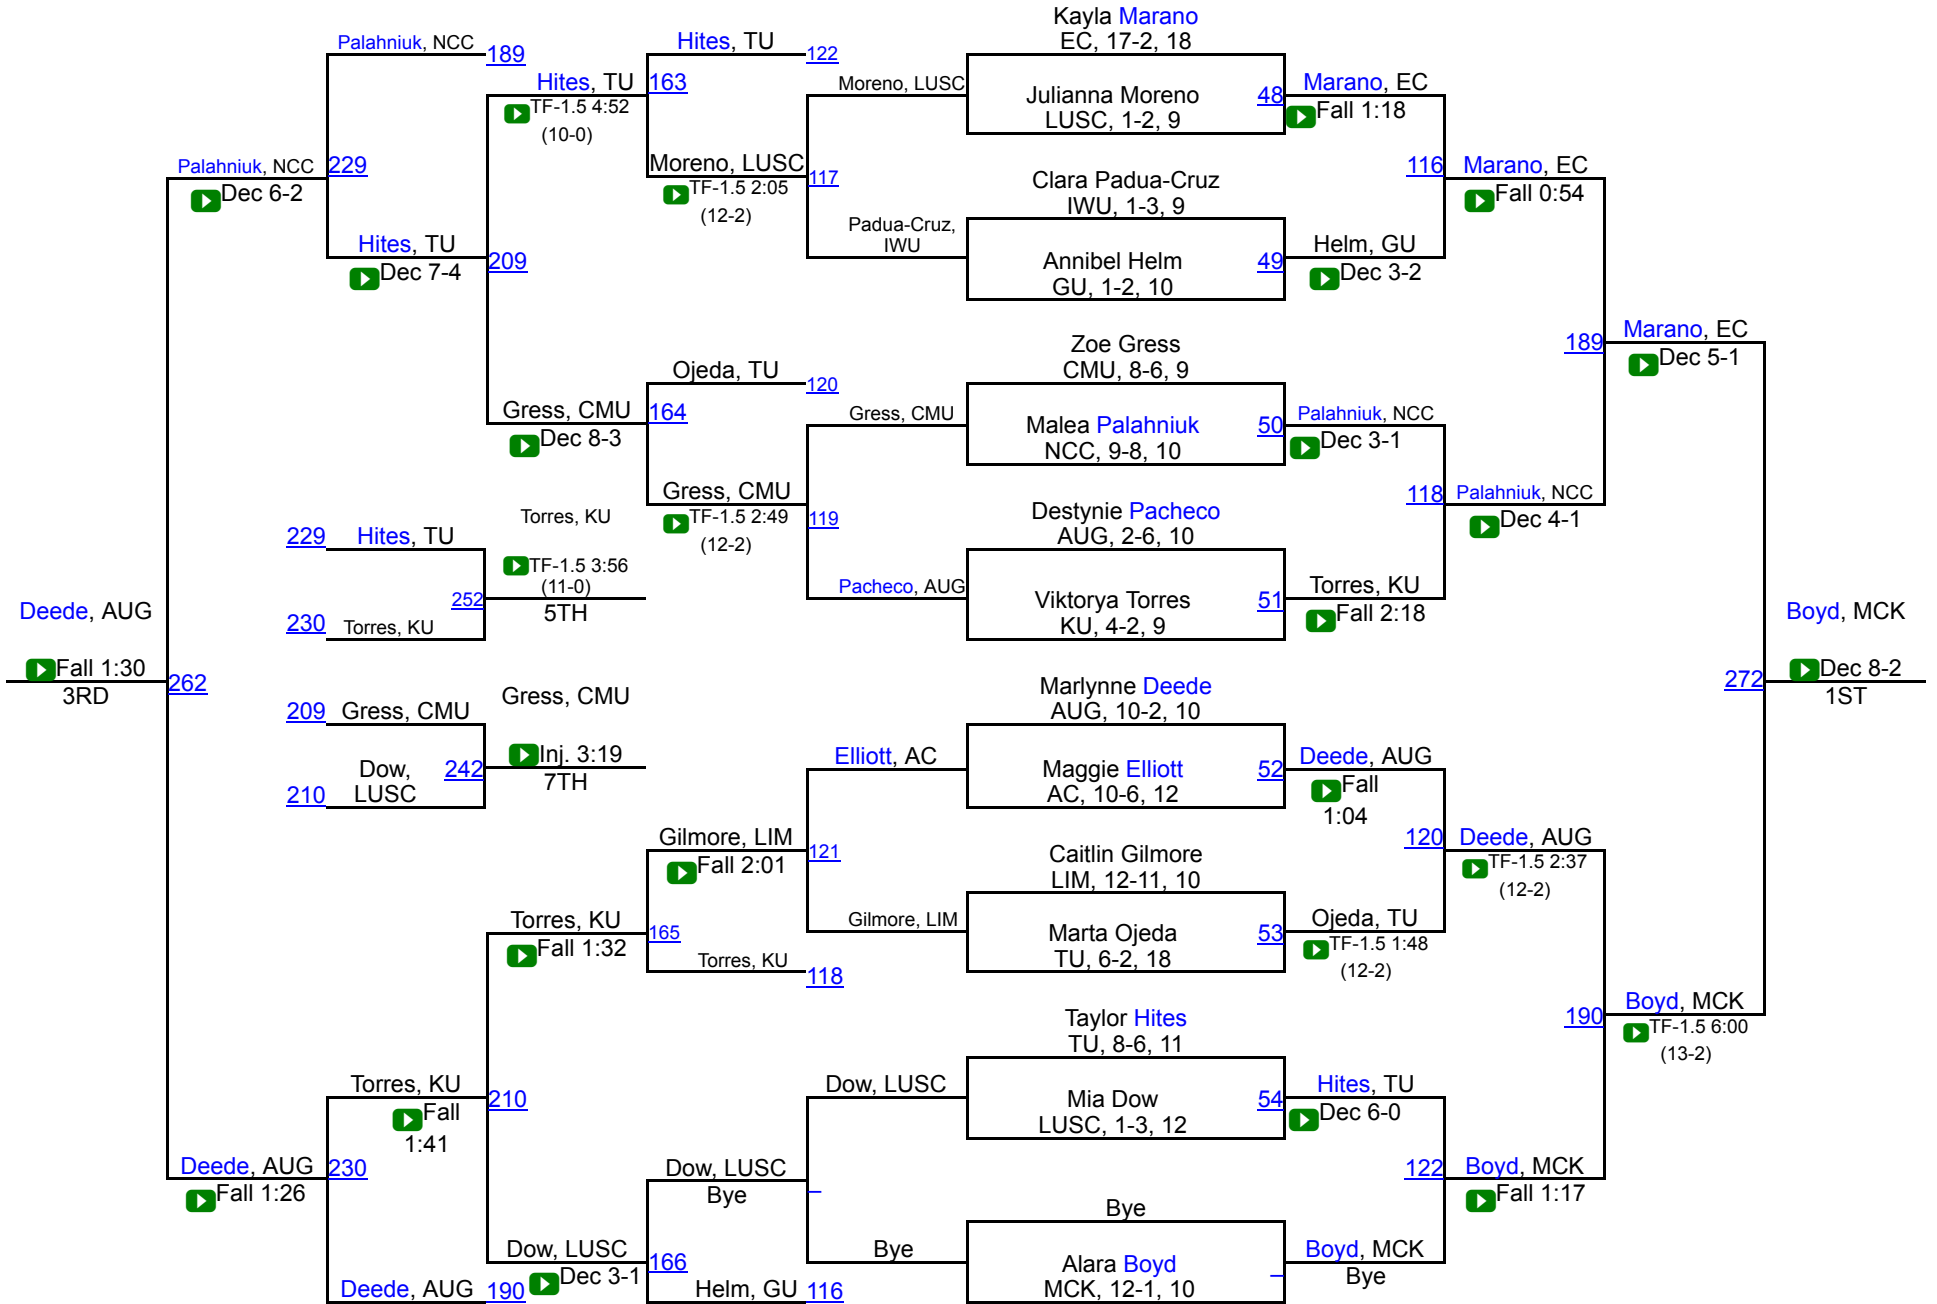 Kayla Marano
EC, 17-2, 18
Palahniuk, NCC
189
Hites, TU
122
Hites, TU
163
TF-1.5 4:52
(10-0)
Moreno, LUSC
Julianna Moreno
LUSC, 1-2, 9
48
Marano, EC
Fall 1:18
Palahniuk, NCC
229
Dec 6-2
Moreno, LUSC
117
TF-1.5 2:05
(12-2)
Clara Padua-Cruz
IWU, 1-3, 9
116
Marano, EC
Fall 0:54
Hites, TU
209
Dec 7-4
Padua-Cruz,
IWU
Annibel Helm
GU, 1-2, 10
49
Helm, GU
Dec 3-2
Zoe Gress
CMU, 8-6, 9
189
Marano, EC
Dec 5-1
Ojeda, TU
120
Gress, CMU
164
Dec 8-3
Gress, CMU
Malea Palahniuk
NCC, 9-8, 10
50
Palahniuk, NCC
Dec 3-1
Gress, CMU
119
TF-1.5 2:49
(12-2)
Destynie Pacheco
AUG, 2-6, 10
118
Palahniuk, NCC
Dec 4-1
229
Hites, TU
Torres, KU
TF-1.5 3:56
(11-0)
252
5TH
230
Torres, KU
Pacheco, AUG
Viktorya Torres
KU, 4-2, 9
51
Torres, KU
Fall 2:18
Deede, AUG
Fall 1:30
3RD
262
Boyd, MCK
272
Dec 8-2
1ST
209
Gress, CMU
Gress, CMU
Inj. 3:19
7TH
242
210
Dow,
LUSC
Marlynne Deede
AUG, 10-2, 10
Elliott, AC
Maggie Elliott
AC, 10-6, 12
52
Deede, AUG
Fall
1:04
Gilmore, LIM
121
Fall 2:01
Caitlin Gilmore
LIM, 12-11, 10
120
Deede, AUG
TF-1.5 2:37
(12-2)
Torres, KU
165
Fall 1:32
Torres, KU
118
Gilmore, LIM
Marta Ojeda
TU, 6-2, 18
53
Ojeda, TU
TF-1.5 1:48
(12-2)
Taylor Hites
TU, 8-6, 11
190
Boyd, MCK
TF-1.5 6:00
(13-2)
Torres, KU
210
Fall
1:41
Dow, LUSC
Mia Dow
LUSC, 1-3, 12
54
Hites, TU
Dec 6-0
Deede, AUG
230
Fall 1:26
Dow, LUSC
Bye
Bye
122
Boyd, MCK
Fall 1:17
Dow, LUSC
166
Dec 3-1
Bye
Alara Boyd
MCK, 12-1, 10
Boyd, MCK
Bye
Deede, AUG
190
Helm, GU
116